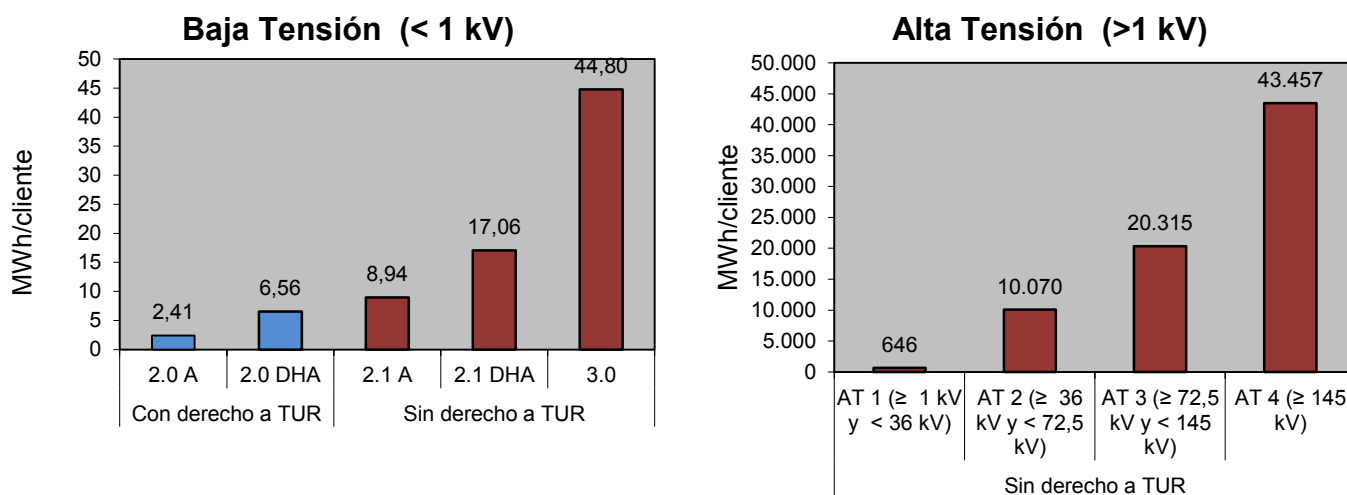 Baja Tensión (< 1 kV)
MWh/cliente
50
45
40
35
30
25
20
15
10
5
0
2,41
6,56
8,94
17,06
44,80
2.0 A
2.0 DHA
2.1 A
2.1 DHA
3.0
Con derecho a TUR
Sin derecho a TUR
Alta Tensión (>1 kV)
MWh/cliente
50.000
45.000
40.000
35.000
30.000
25.000
20.000
15.000
10.000
5.000
0
646
10.070
20.315
43.457
AT 1 (≥ 1 kV
y < 36 kV)
AT 2 (≥ 36
kV y < 72,5
kV)
AT 3 (≥ 72,5
kV y < 145
kV)
AT 4 (≥ 145
kV)
Sin derecho a TUR